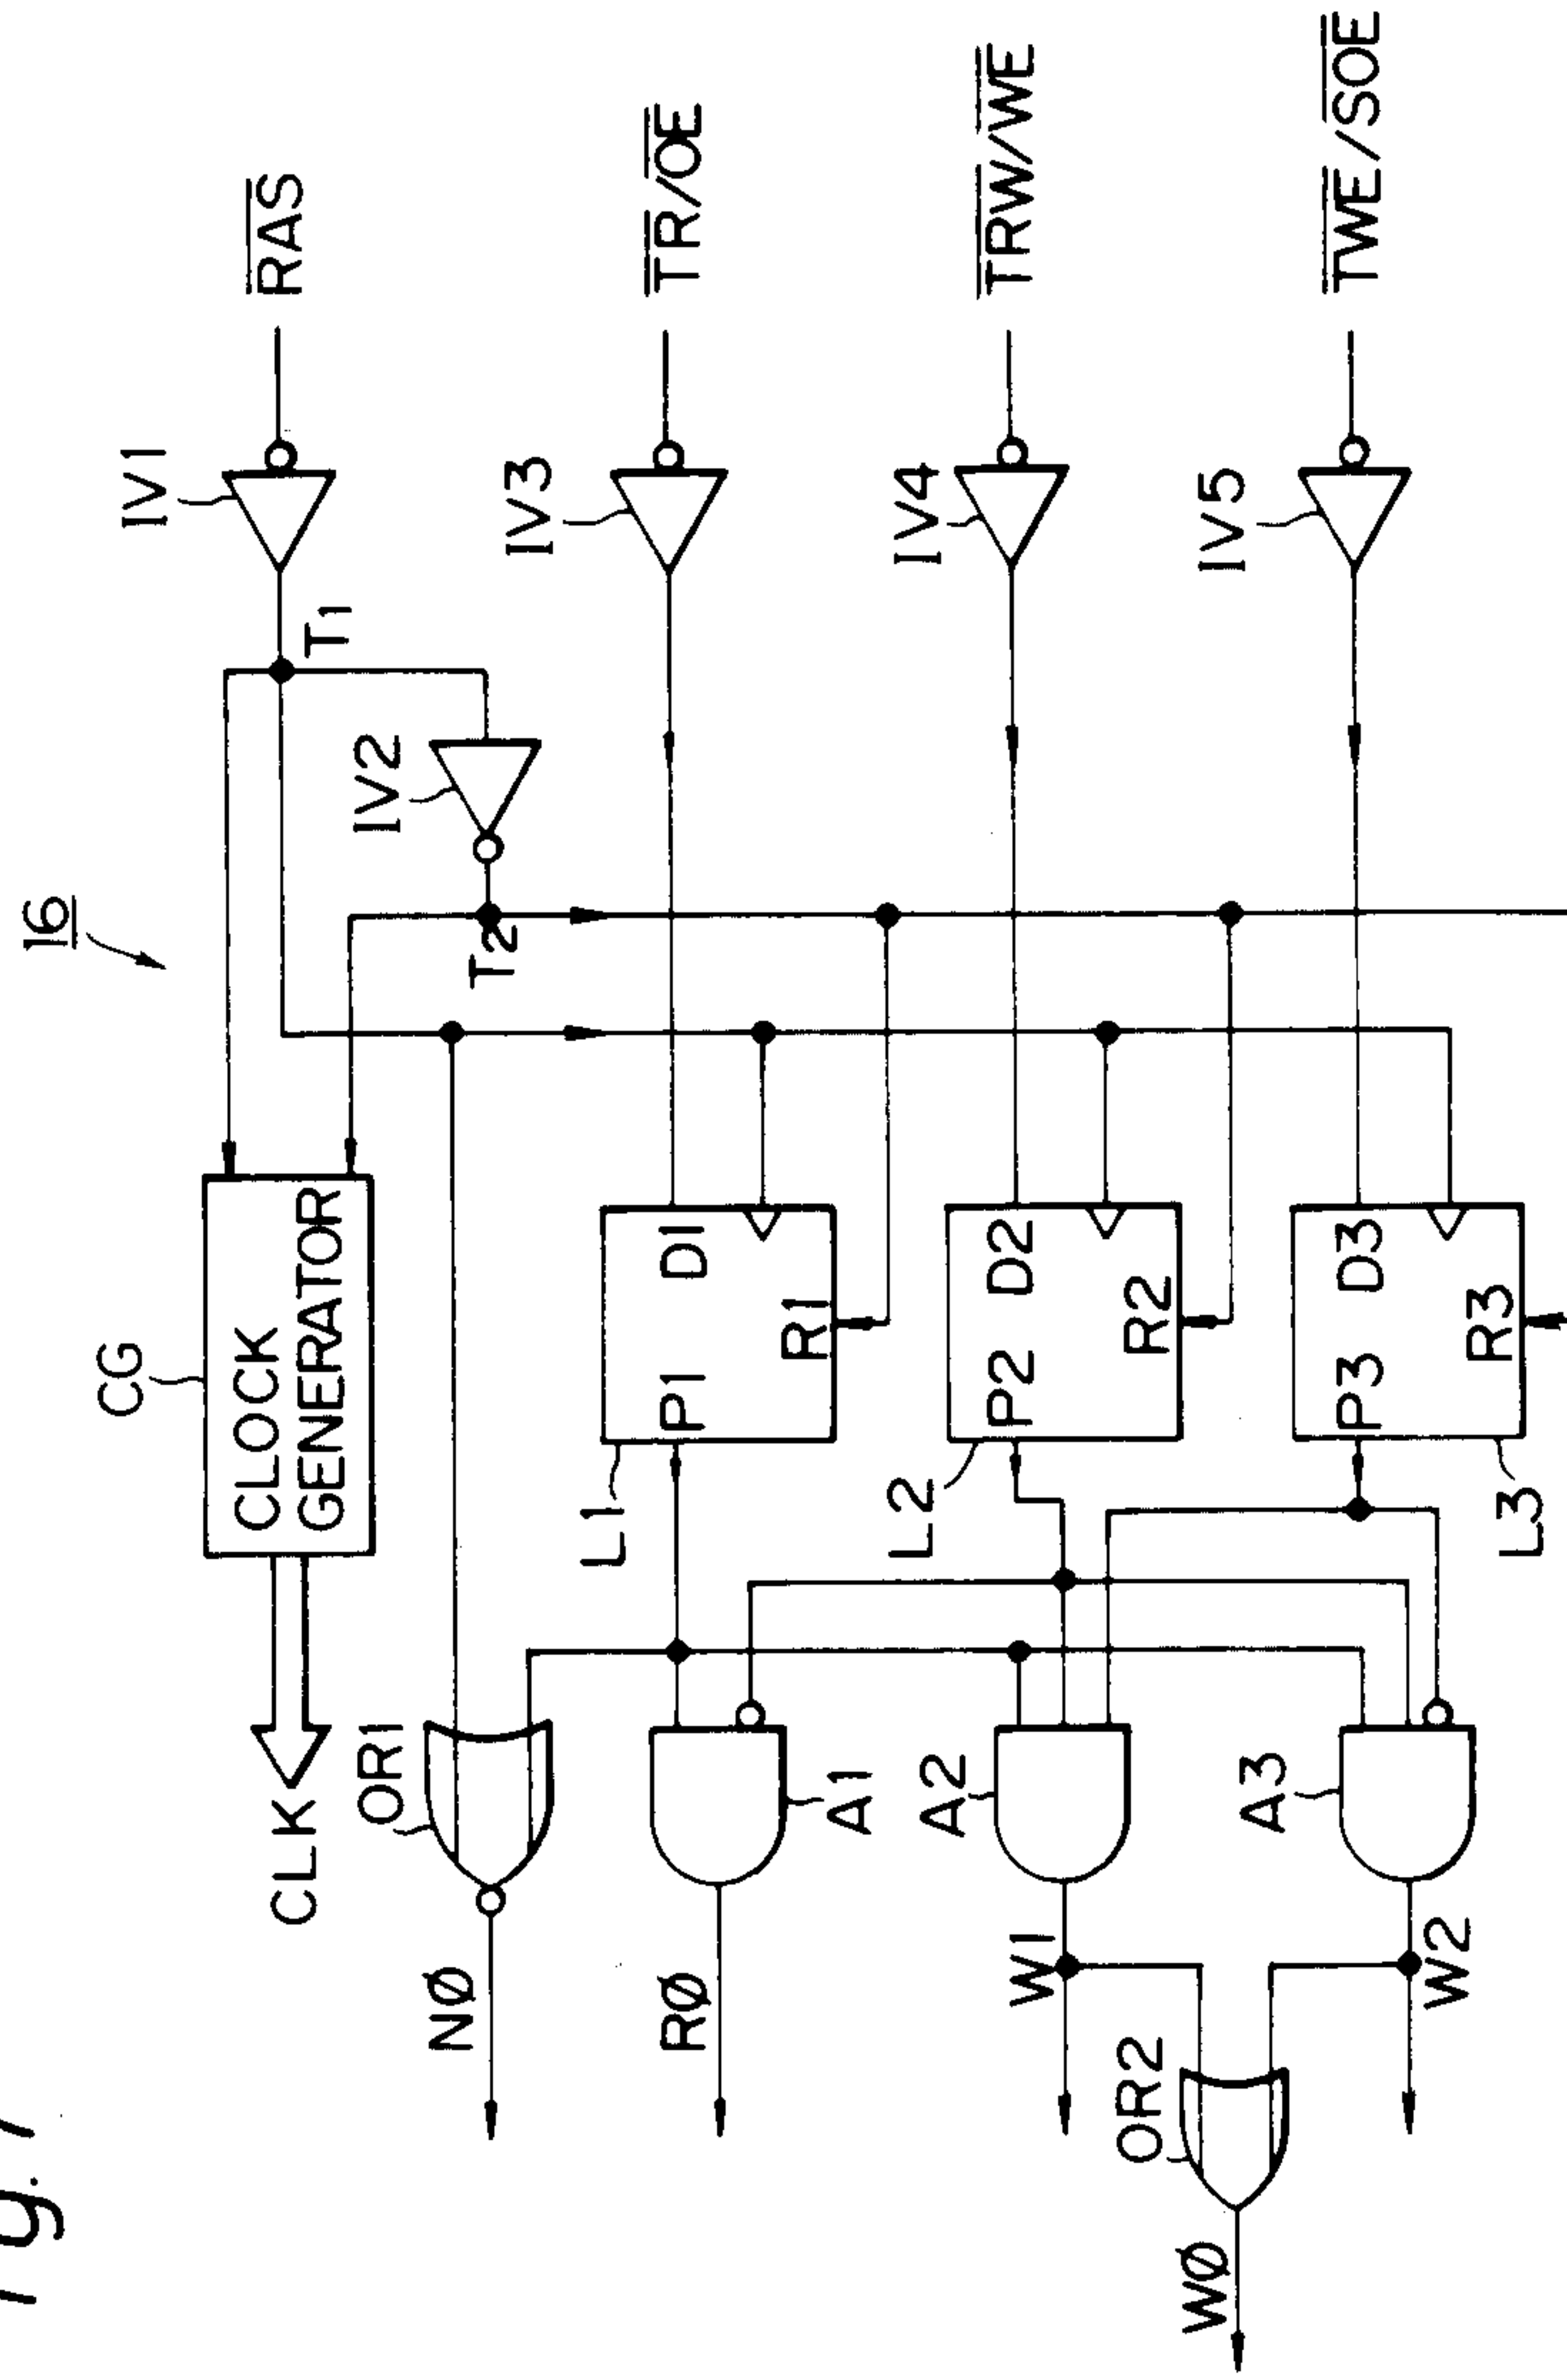 16
CG
IV1
CLK
CLOCK
GENERATOR
RAS
T1
OR1
IV2
NØ
T2
IV3
L1
RØ
P1 D1
TR/OE
R1
A1
L2
IV4
A2
W1
P2 D2
TRW/WE
OR2
R2
WØ
IV5
A3
P3 D3
TWE/SOE
W2
R3
L3